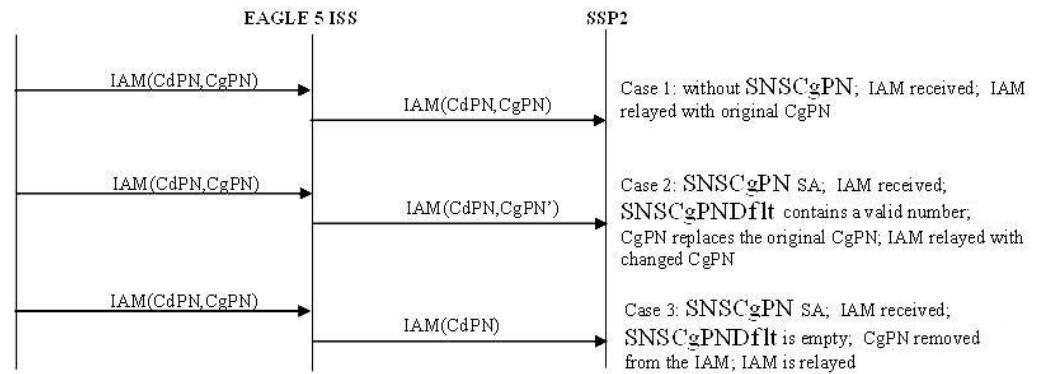 EAGLE 5 ISS
SSP2
IAM(CdPN,CgPN)
IAM(CdPN,CgPN)
Case 1: without SNSCgPN; IAM received; IAM
relayed with original CgPN
IAM(CdPN,CgPN)
IAM(CdPN,CgPN’)
Case 2: SNSCgPN SA; IAM received;
SNSCgPNDflt contains a valid number;
CgPN replaces the original CgPN; IAM relayed with
changed CgPN
IAM(CdPN,CgPN)
IAM(CdPN)
Case 3: SNSCgPN SA; IAM received;
SNSCgPNDflt is empty; CgPN removed
from the IAM; IAM is relayed